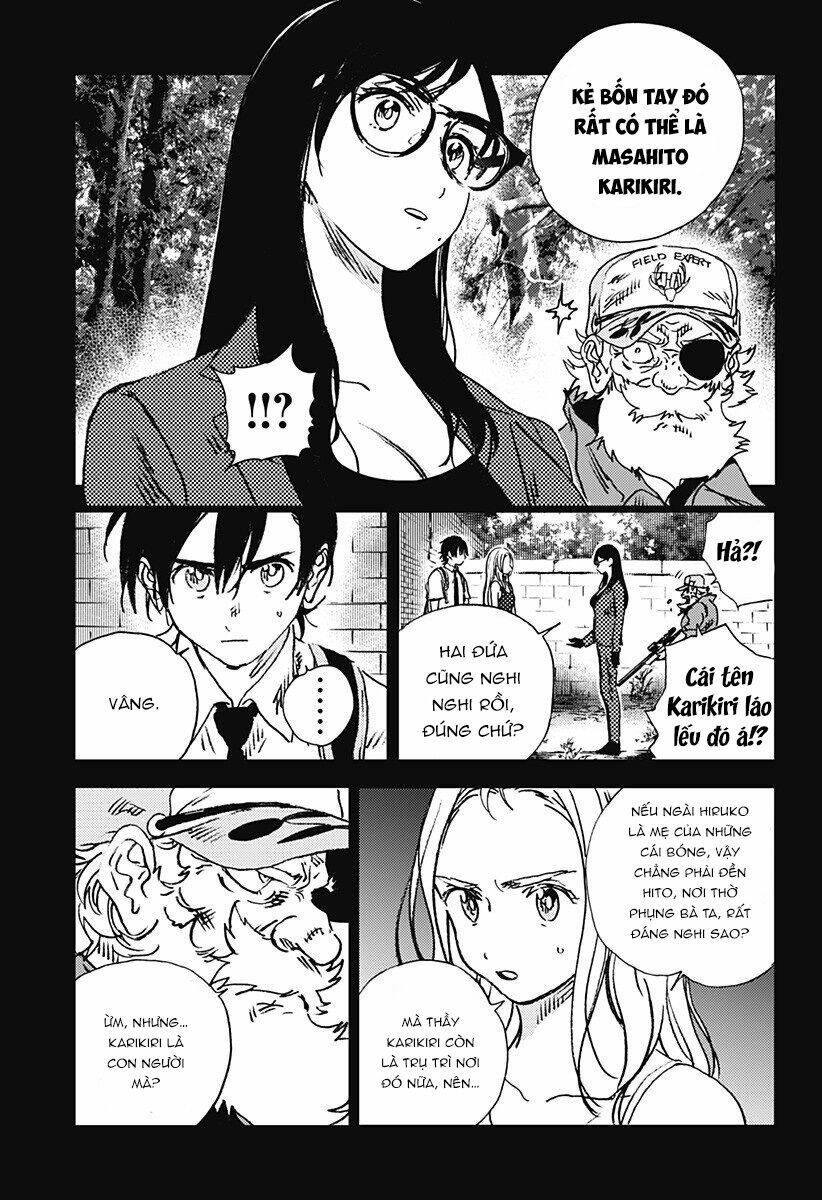 KẺ BỐN TAY ĐÓ
RẤT CÓ THỂ LÀ
MASAHITO
KARIKIRI.
FIELD EXPERT
PHA
!!?
Hả?!
HAI ĐỨA
CŨNG NGHI
NGHI RỒI,
ĐÚNG CHỨ?
Cái tên
Karikiri láo
lếu đó á!?
......
VÂNG.
NẾU NGÀI HIRUKO
LÀ MẸ CỦA NHỮNG
CÁI BÓNG, VẬY
CHẲNG PHẢI ĐỀN
HITO, NƠI THỜ
PHỤNG BÀ TA, RẤT
ĐÁNG NGHI SAO?
MÀ THẦY
KARIKIRI CÒN
LÀ TRỤ TRÌ NƠI
ĐÓ NỮA, NÊN...
ỪM, NHƯNG...
KARIKIRI LÀ
CON NGƯỜI
MÀ?